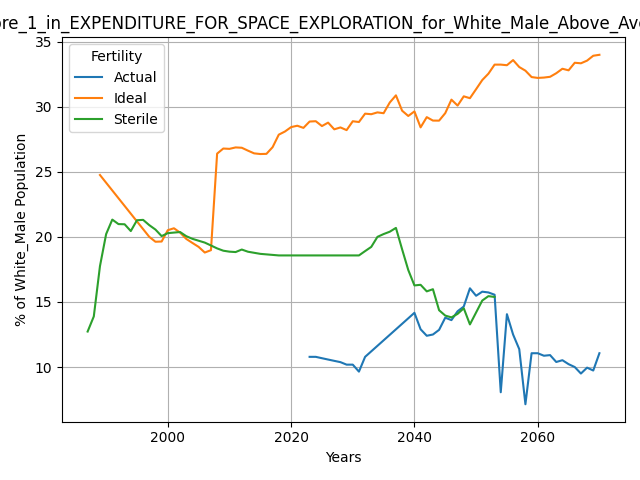 ore_1_in_EXPENDITURE_FOR_SPACE_EXPLORATION_for_White_Male_Above_Ave
Fertility
Actual
Ideal
Sterile
% of White_Male Population
35
30
25
20
15
10
2000
2020
2040
2060
Years